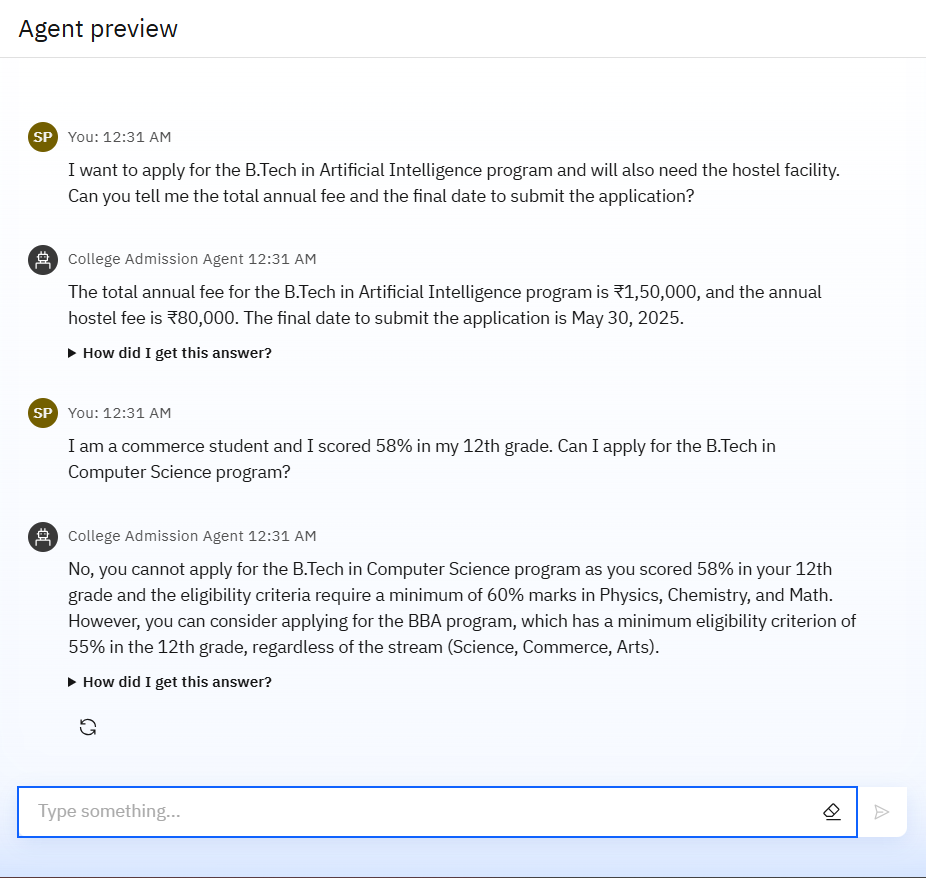 Agent preview
SP You: 12:31 AM
I want to apply for the B.Tech in Artificial Intelligence program and will also need the hostel facility.
Can you tell me the total annual fee and the final date to submit the application?
College Admission Agent 12:31 AM
The total annual fee for the B.Tech in Artificial Intelligence program is ₹1,50,000, and the annual
hostel fee is ₹80,000. The final date to submit the application is May 30, 2025.
How did I get this answer?
SP You: 12:31 AM
I am a commerce student and I scored 58% in my 12th grade. Can I apply for the B.Tech in
Computer Science program?
College Admission Agent 12:31 AM
No, you cannot apply for the B.Tech in Computer Science program as you scored 58% in your 12th
grade and the eligibility criteria require a minimum of 60% marks in Physics, Chemistry, and Math.
However, you can consider applying for the BBA program, which has a minimum eligibility criterion of
55% in the 12th grade, regardless of the stream (Science, Commerce, Arts).
How did I get this answer?
Type something...